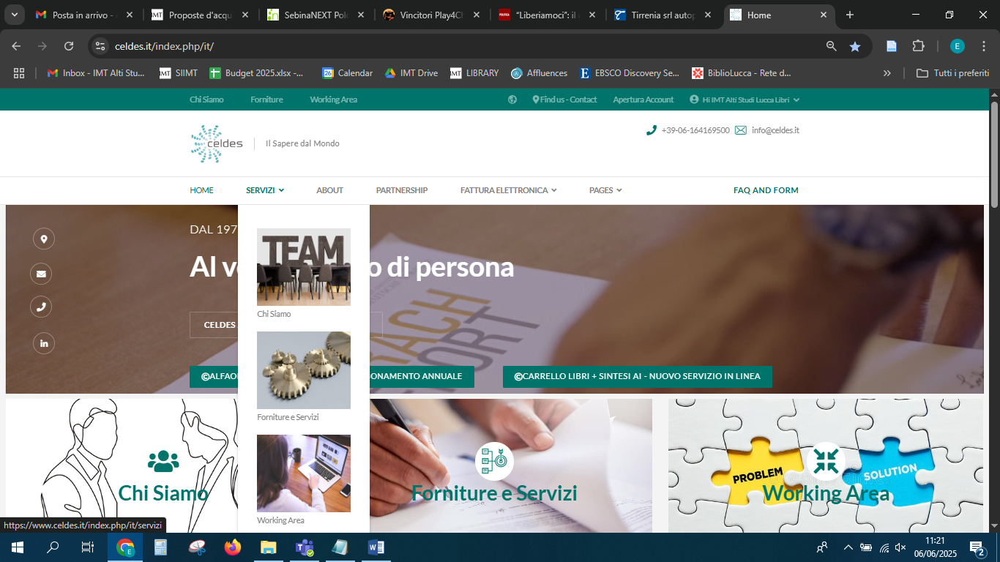 Posta in arrivo -
Proposte d'acqu
SebinaNEXT Pol
Vincitori Play4C
POLITICA
"Liberiamoci": il
Tirrenia srl autop
Home
celdes.it/index.php/it/
E
Inbox - IMT Alti Stu...
SIIMT
Budget 2025.xlsx -...
Calendar
IMT Drive
IMT LIBRARY
Affluences
EBSCO Discovery Se...
BiblioLucca - Rete d...
Tutti i preferiti
Chi Siamo
Forniture
Working Area
Find us - Contact
Apertura Account
Hi IMT Alti Studi Lucca Libri
celdes
Il Sapere dal Mondo
+39-06-164169500
info@celdes.it
HOME
SERVIZI
ABOUT
PARTNERSHIP
FATTURA ELETTRONICA
PAGES
FAQ AND FORM
DAL 197
Al v
o di persona
TEAM
Chi Siamo
CELDES
©ALFAO
ONAMENTO ANNUALE
©CARRELLO LIBRI + SINTESI AI - NUOVO SERVIZIO IN LINEA
Forniture e Servizi
Working Area
Chi Siamo
Forniture e Servizi
PROBLEM
SOLUTION
Working Area
https://www.celdes.it/index.php/it/servizi
11:21
06/06/2025
2